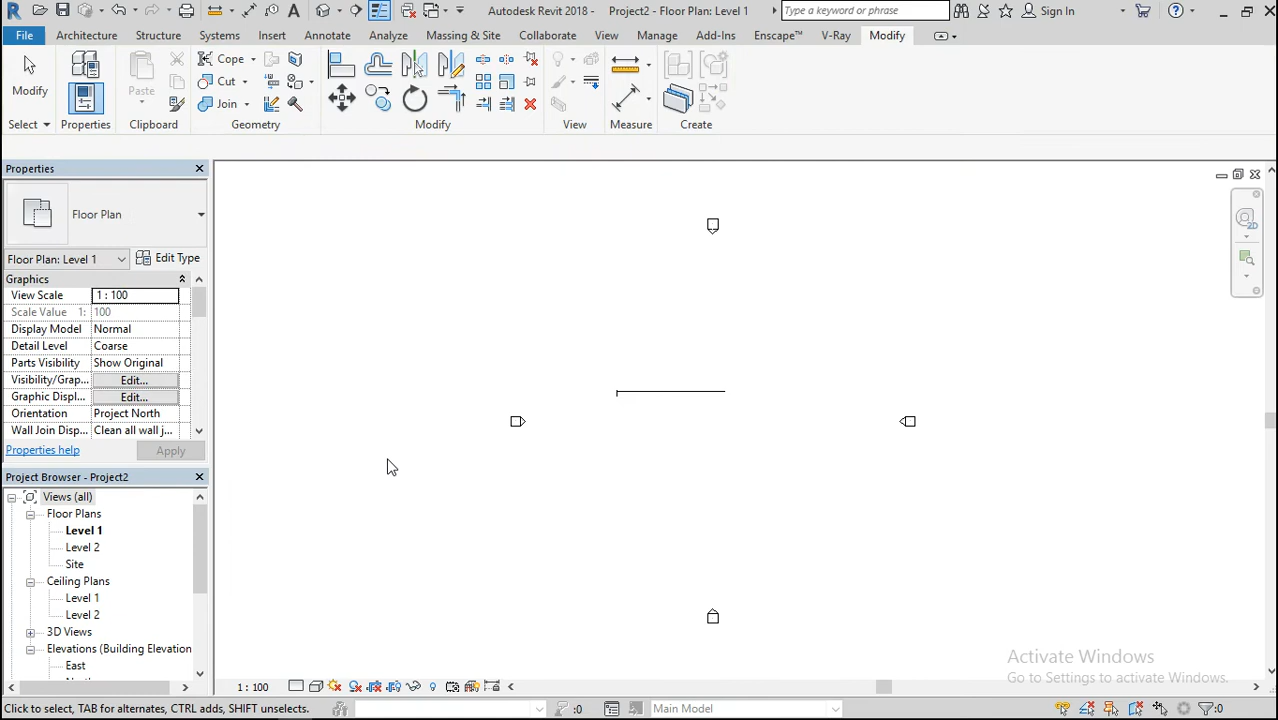 Autodesk Revit 2018 -
Project2 - Floor Plan: Level 1
Type a keyword or phrase
Sign In
File
Architecture
Structure
Systems
Insert
Annotate
Analyze
Massing & Site
Collaborate
View
Manage
Add-Ins
Enscape™
V-Ray
Modify
Modify
Paste
Cope
Cut
Join
Select
Properties
Clipboard
Geometry
Modify
View
Measure
Create
Properties
Floor Plan
Floor Plan: Level 1
Edit Type
Graphics
View Scale 1 : 100
Scale Value 1: 100
Display Model Normal
Detail Level Coarse
Parts Visibility Show Original
Visibility/Grap... Edit...
Graphic Displ... Edit...
Orientation Project North
Wall Join Disp... Clean all wall j...
Properties help
Apply
Project Browser - Project2
Views (all)
Floor Plans
Level 1
Level 2
Site
Ceiling Plans
Level 1
Level 2
3D Views
Elevations (Building Elevation
East
2D
Activate Windows
Go to Settings to activate Windows.
1 : 100
Click to select, TAB for alternates, CTRL adds, SHIFT unselects.
:0
Main Model
:0